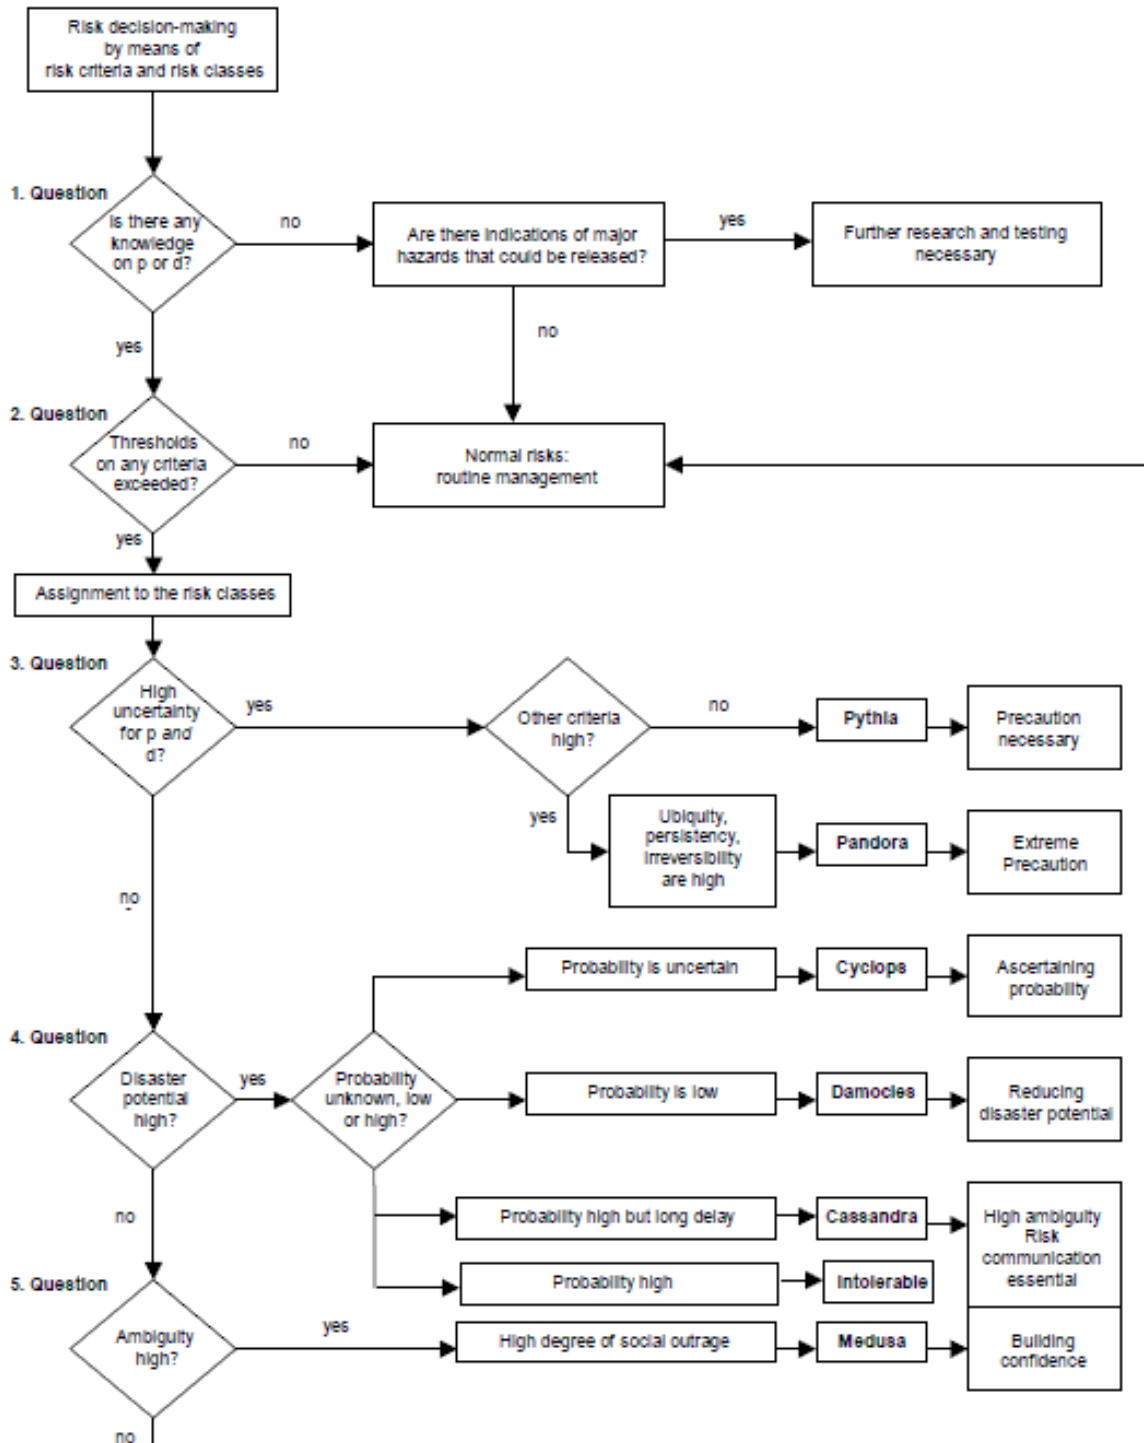 Risk decision-making
by means of
risk criteria and risk classes
1. Question
Is there any
knowledge
on p or d?
no
Are there indications of major
hazards that could be released?
yes
Further research and testing
necessary
yes
no
2. Question
Thresholds
on any criteria
exceeded?
no
Normal risks:
routine management
yes
Assignment to the risk classes
3. Question
High
uncertainty
for p and
d?
yes
Other criteria
high?
no
Pythia
Precaution
necessary
yes
Ubiquity,
persistency,
irreversibility
are high
Pandora
Extreme
Precaution
no
Probability is uncertain
Cyclops
Ascertaining
probability
4. Question
Disaster
potential
high?
yes
Probability
unknown, low
or high?
Probability is low
Damocles
Reducing
disaster potential
no
Probability high but long delay
Cassandra
High ambiguity
Risk
communication
essential
Probability high
Intolerable
5. Question
Ambiguity
high?
yes
High degree of social outrage
Medusa
Building
confidence
no